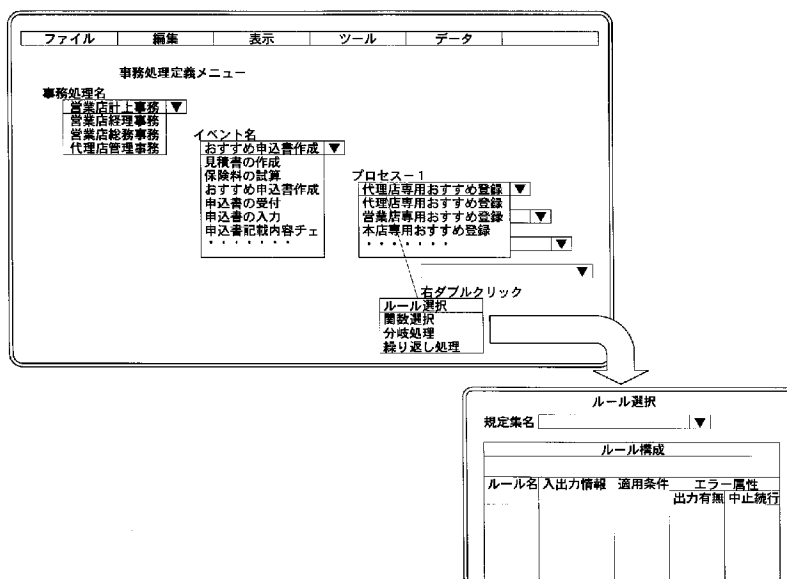 ファイル 編集 表示 ツール データ
事務処理定義メニュー
事務処理名
営業店計上事務 ▼
営業店経理事務
営業店総務事務
代理店管理事務
イベント名
おすすめ申込書作成 ▼
見積書の作成
保険料の試算
おすすめ申込書作成
申込書の受付
申込書の入力
申込書記載内容チェ
・・・・・・・
プロセス－1
代理店専用おすすめ登録 ▼
代理店専用おすすめ登録
営業店専用おすすめ登録 ▼
本店専用おすすめ登録
・・・・・・・ ▼
▼
右ダブルクリック
ルール選択
関数選択
分岐処理
繰り返し処理
ルール選択
規定集名 ▼
ルール構成
ルール名 入出力情報 適用条件 エラー属性
出力有無 中止続行